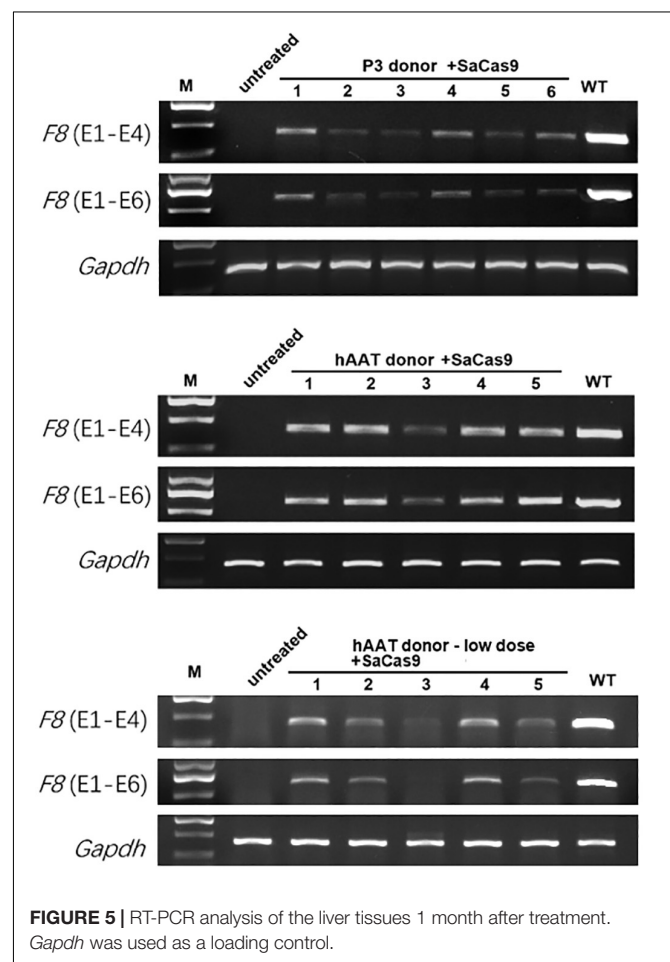 P3 donor +SaCas9
M untreated 1 2 3 4 5 6 WT
F8 (E1-E4)
F8 (E1-E6)
Gapdh
hAAT donor +SaCas9
M untreated 1 2 3 4 5 WT
F8 (E1-E4)
F8 (E1-E6)
Gapdh
hAAT donor - low dose
+SaCas9
M untreated 1 2 3 4 5 WT
F8 (E1-E4)
F8 (E1-E6)
Gapdh
FIGURE 5 | RT-PCR analysis of the liver tissues 1 month after treatment.
Gapdh was used as a loading control.